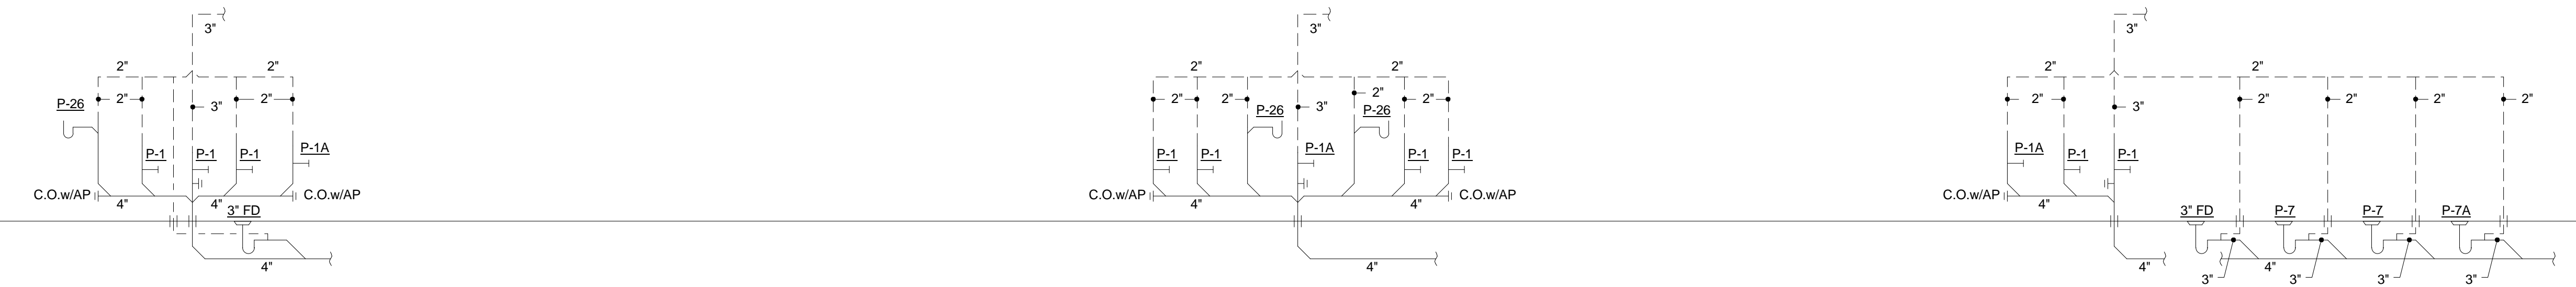 3"
2" 2"
P-26 2" 3" 2"
P-1 P-1 P-1 P-1A
C.O.w/AP 4" 4" C.O.w/AP
3" FD
4"
3"
2" 2"
2" 2" P-26 3" 2" P-26 2"
P-1 P-1 P-1A P-1 P-1
C.O.w/AP 4" 4" C.O.w/AP
4"
3"
2" 2"
2" 3" 2" 2" 2" 2"
P-1A P-1 P-1
C.O.w/AP 4"
3" FD P-7 P-7 P-7A
4" 4"
3" 3" 3" 3"